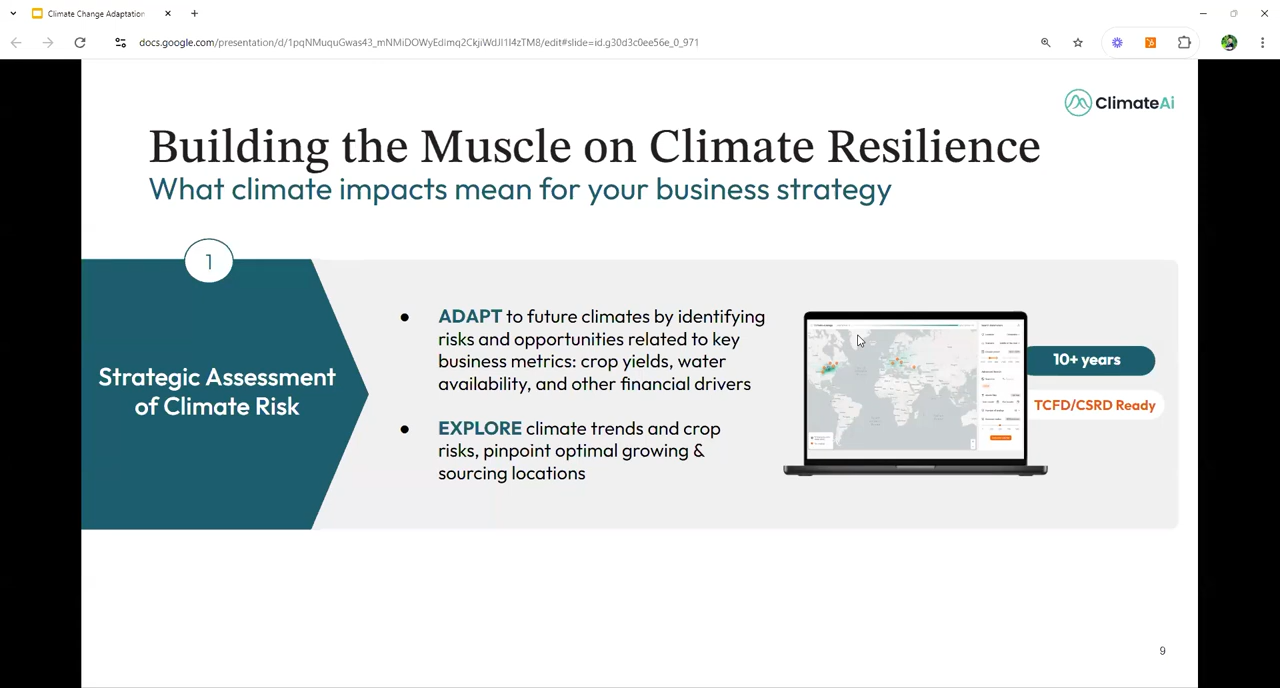 Climate Change Adaptation
docs.google.com/presentation/d/1pqNMuquGwas43_mNMiDOWyEdImq2CkjiWdJI1I4zTM8/edit#slide=id.g30d3c0ee56e_0_971
ClimateAi
Building the Muscle on Climate Resilience
What climate impacts mean for your business strategy
1
Strategic Assessment
of Climate Risk
● ADAPT to future climates by identifying
risks and opportunities related to key
business metrics: crop yields, water
availability, and other financial drivers
● EXPLORE climate trends and crop
risks, pinpoint optimal growing &
sourcing locations
10+ years
TCFD/CSRD Ready
9